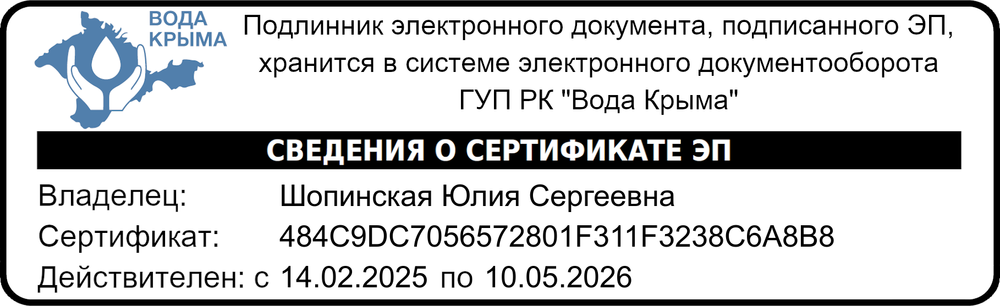 ВОДА
КРЫМА
Подлинник электронного документа, подписанного ЭП,
хранится в системе электронного документооборота
ГУП РК "Вода Крыма"
СВЕДЕНИЯ О СЕРТИФИКАТЕ ЭП
Владелец: Шопинская Юлия Сергеевна
Сертификат: 484C9DC7056572801F311F3238C6A8B8
Действителен: с 14.02.2025 по 10.05.2026